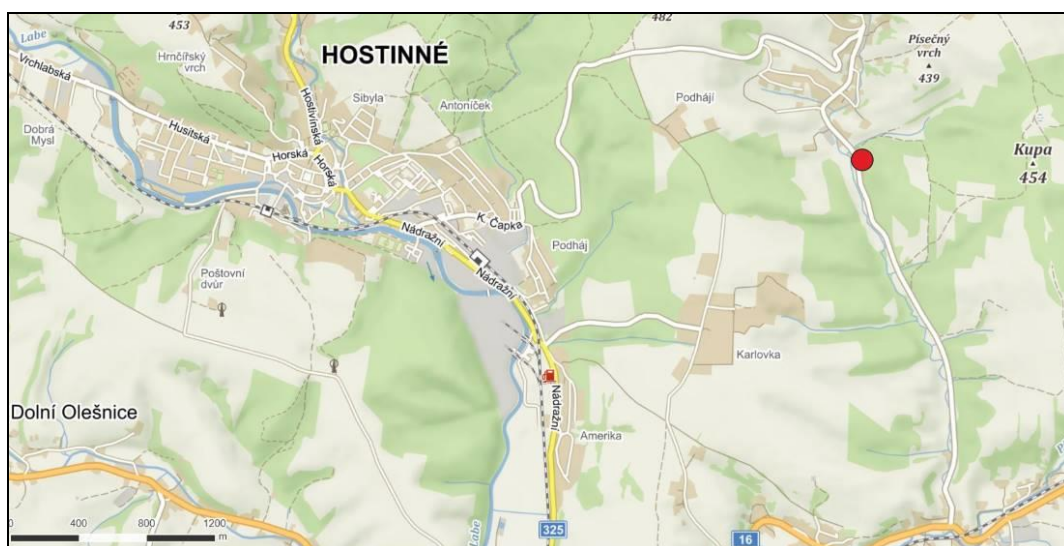 453
482
Labe
Hrnčířský
vrch
HOSTINNÉ
Písečný
vrch
439
Vrchlabská
Hostivínská
Sibyla
Antoníček
Podhájí
Dobrá
Mysl
Husitská
Horská
Horská
Kupa
454
K. Čapka
Nádražní
Podháj
Poštovní
dvůr
Nádražní
Karlovka
Dolní Olešnice
Nádražní
Amerika
0 400 800 1200
m
Labe
325
16